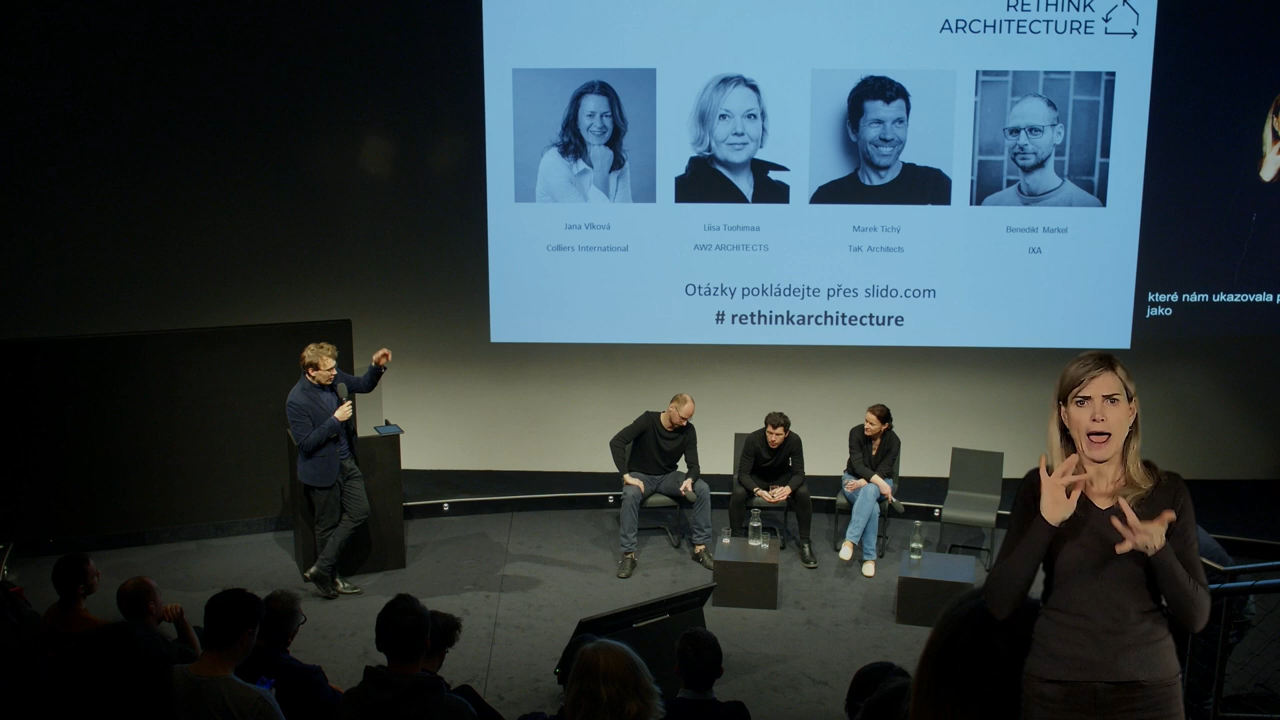 RETHINK
ARCHITECTURE
Jana Vlková
Liisa Tuohimaa
Marek Tichý
Benedikt Markel
Colliers International
AW2 ARCHITECTS
TaK Architects
IXA
Otázky pokládejte přes slido.com
# rethinkarchitecture
které nám ukazovala
jako